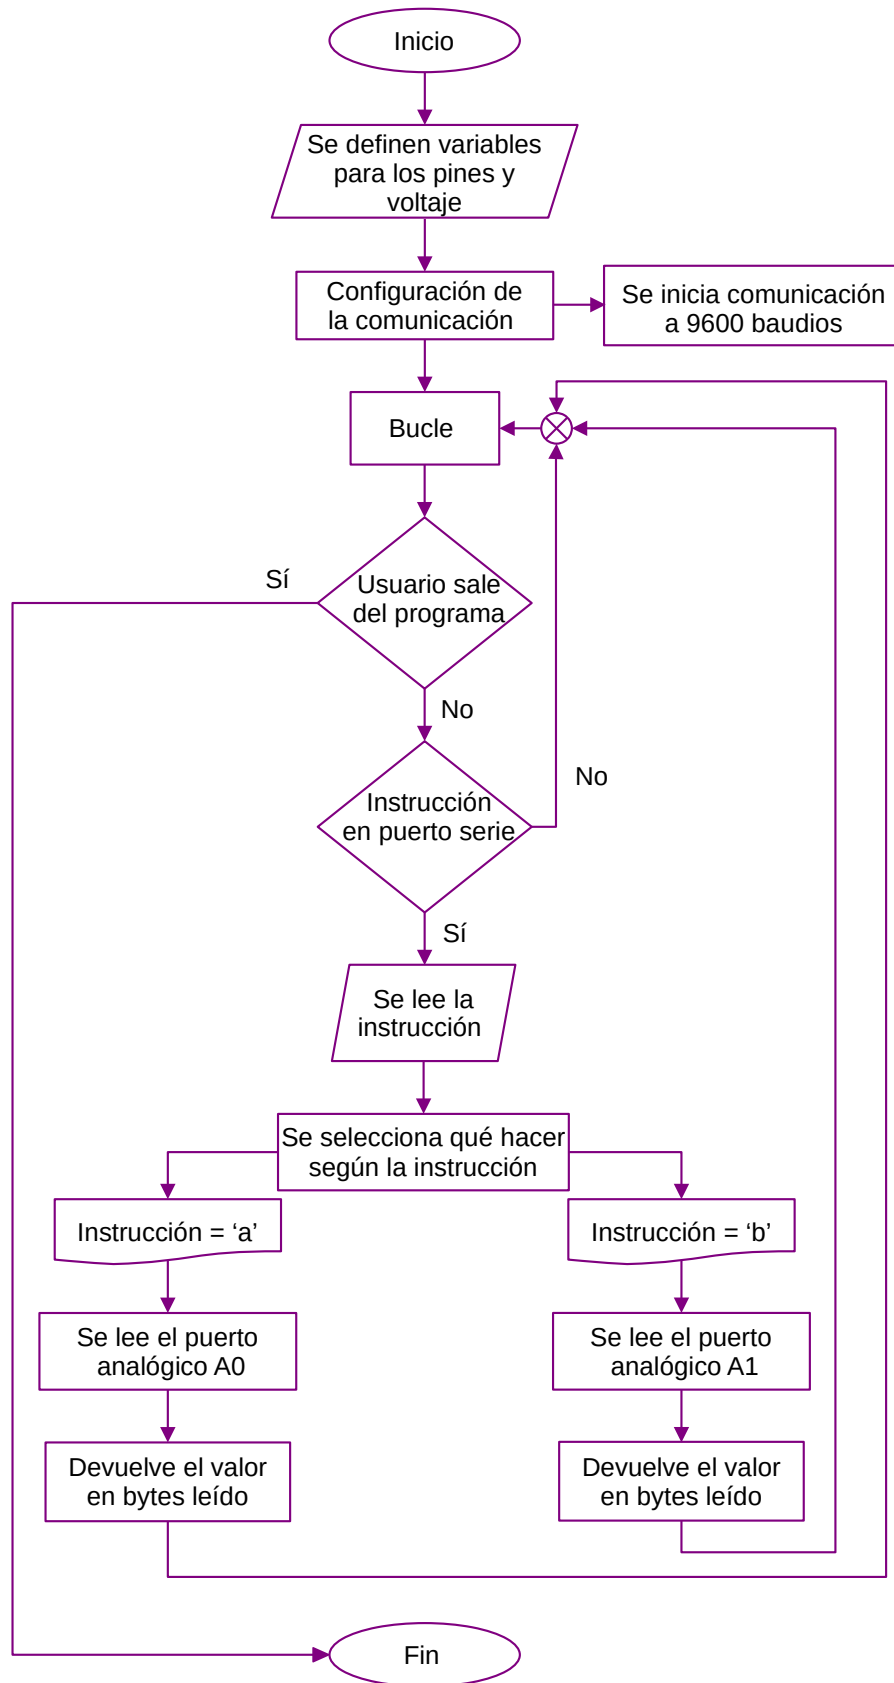 Inicio
Se definen variables
para los pines y
voltaje
Configuración de
la comunicación
Se inicia comunicación
a 9600 baudios
Bucle
Sí
Usuario sale
del programa
No
Instrucción
en puerto serie
No
Sí
Se lee la
instrucción
Se selecciona qué hacer
según la instrucción
Instrucción = ‘a’
Instrucción = ‘b’
Se lee el puerto
analógico A0
Se lee el puerto
analógico A1
Devuelve el valor
en bytes leído
Devuelve el valor
en bytes leído
Fin